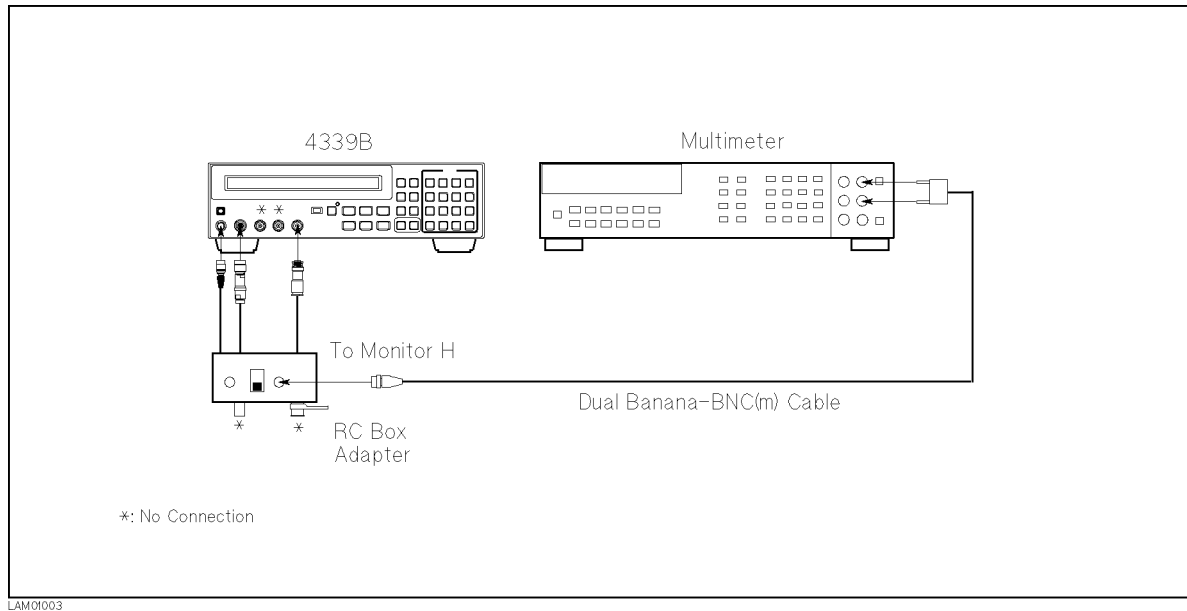 4339B
Multimeter
* *
To Monitor H
Dual Banana-BNC(m) Cable
* *
RC Box
Adapter
*: No Connection
LAM01003